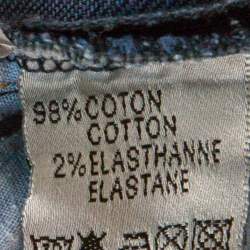 98% COTON
COTTON
2% ELASTHANNE
ELASTANE